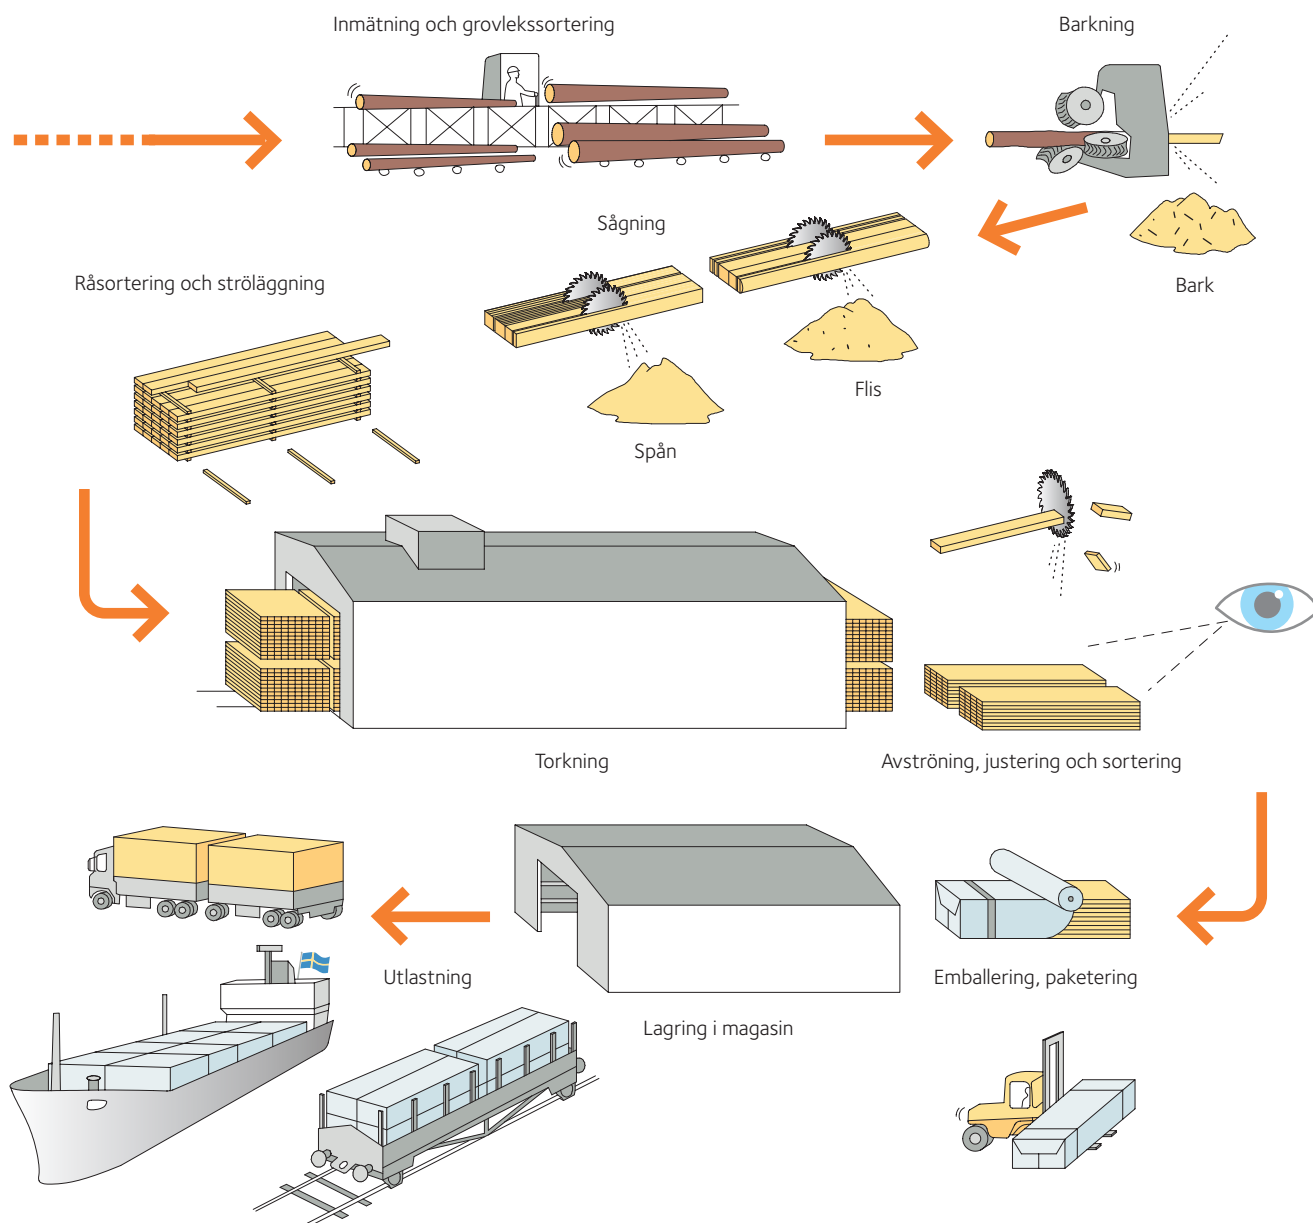 Inmätning och grovlekssortering
Barkning
Sågning
Bark
Råsortering och ströläggning
Flis
Spån
Torkning
Avströning, justering och sortering
Utlastning
Emballering, paketering
Lagring i magasin